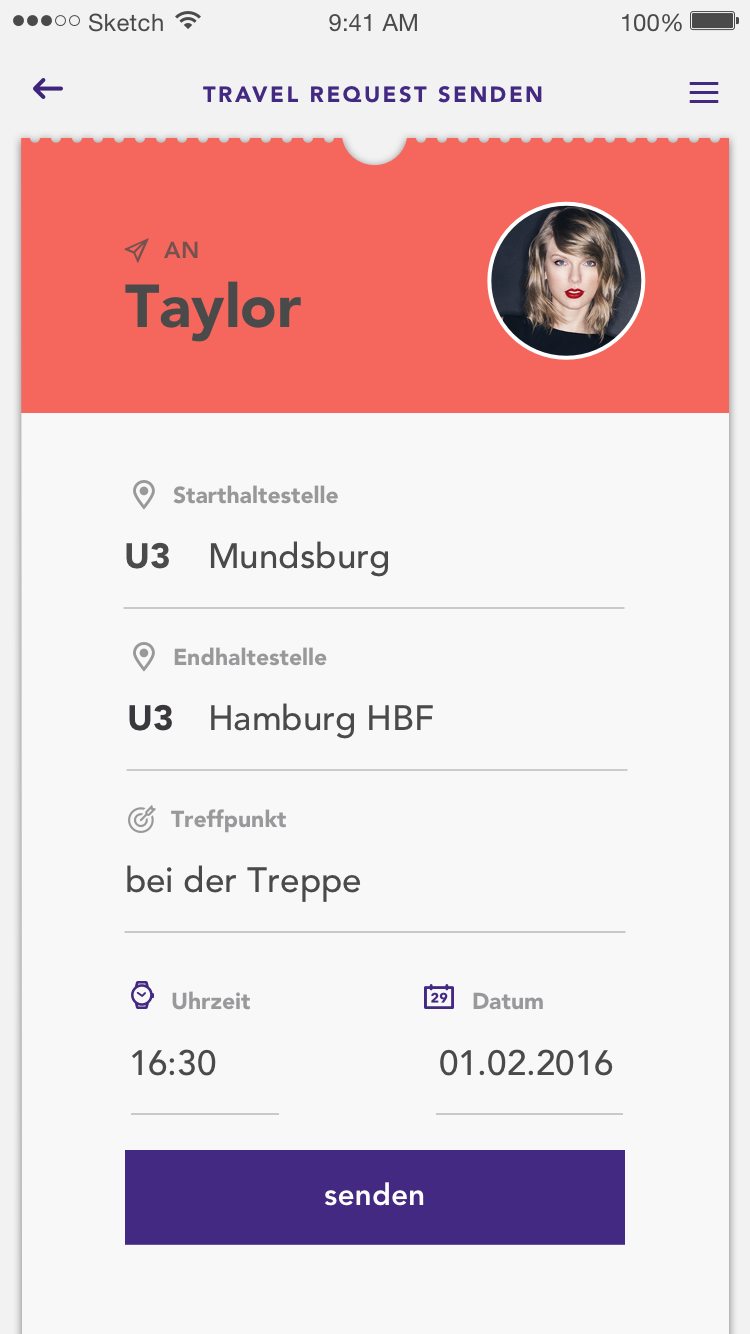 Sketch 9:41 AM 100%
TRAVEL REQUEST SENDEN
AN
Taylor
Starthaltestelle
U3 Mundsburg
Endhaltestelle
U3 Hamburg HBF
Treffpunkt
bei der Treppe
Uhrzeit 29 Datum
16:30 01.02.2016
senden